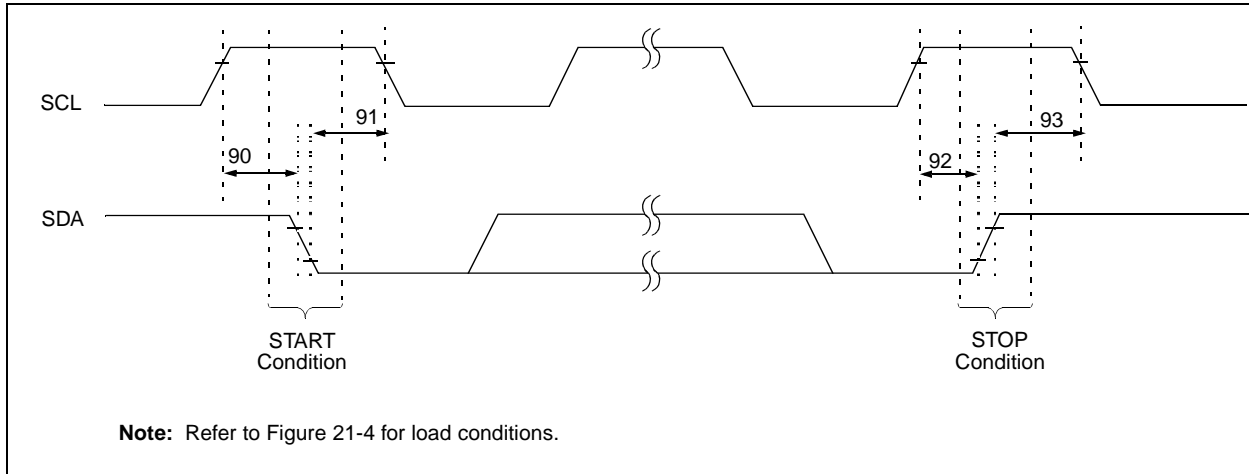 SCL
91
93
90
92
SDA
START
Condition
STOP
Condition
Note: Refer to Figure 21-4 for load conditions.